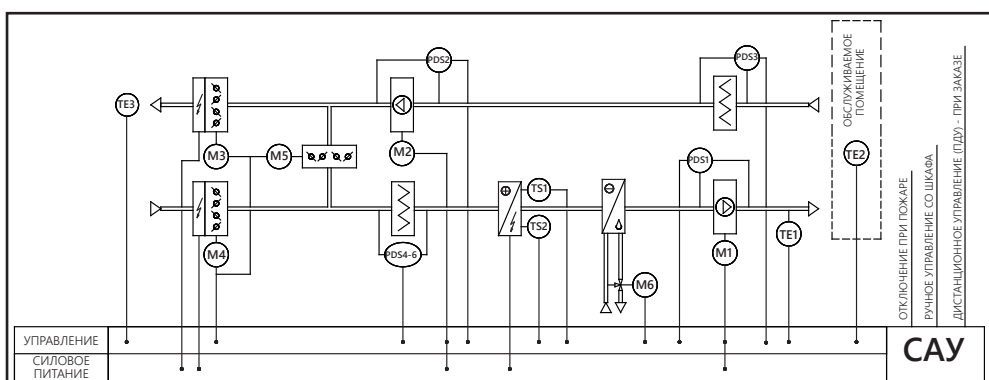 PDS2
PDS3
TE3
M3
M5
M2
PDS1
TE2
TS1
TS2
M4
PDS4-6
M1
TE1
M6
ОБСЛУЖИВАЕМОЕ
ПОМЕЩЕНИЕ
ОТКЛЮЧЕНИЕ ПРИ ПОЖАРЕ
РУЧНОЕ УПРАВЛЕНИЕ СО ШКАФА
ДИСТАНЦИОННОЕ УПРАВЛЕНИЕ (ПДУ) - ПРИ ЗАКАЗЕ
УПРАВЛЕНИЕ
СИЛОВОЕ
ПИТАНИЕ
САУ